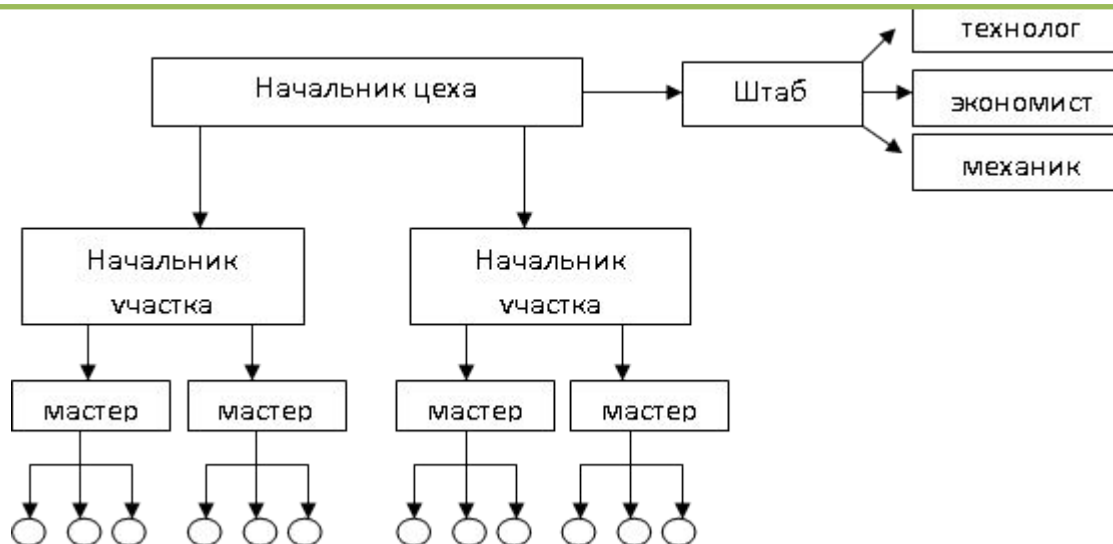 технолог
Начальник цеха
Штаб
экономист
механик
Начальник
участка
Начальник
участка
мастер
мастер
мастер
мастер